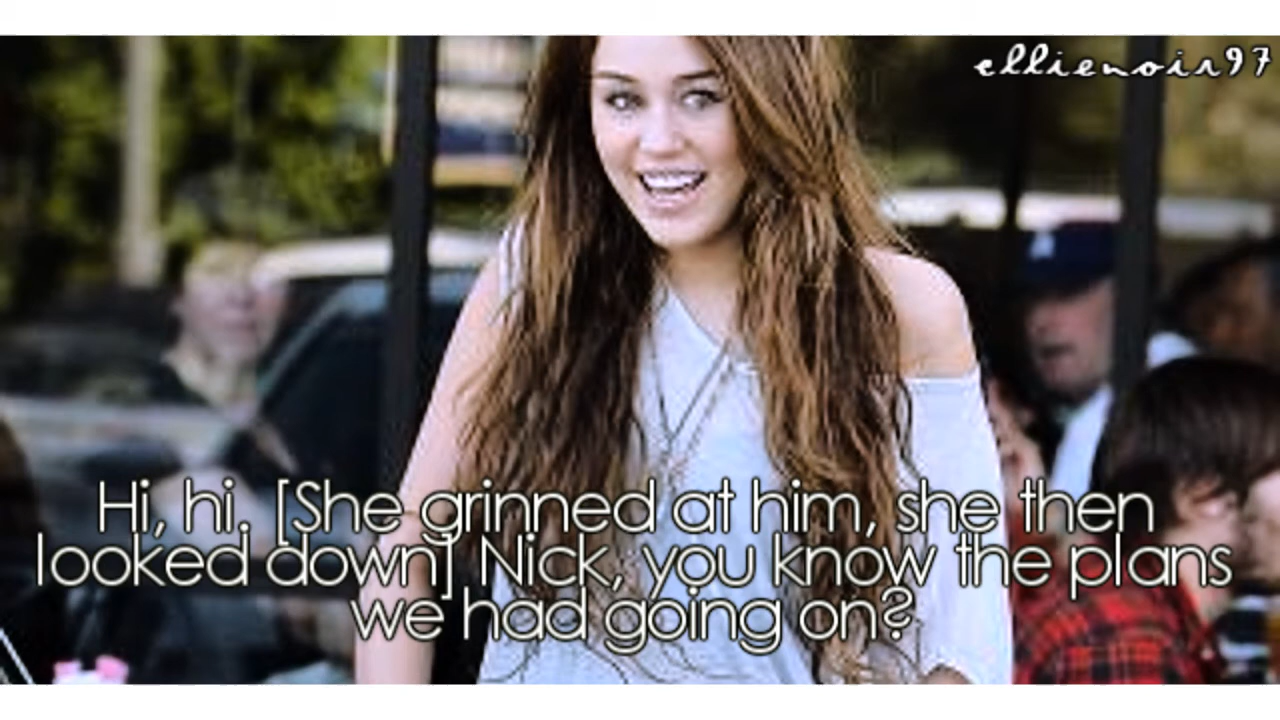 ellienoir97
Hi, hi. [She grinned at him, she then
looked down] Nick, you know the plans
we had going on?